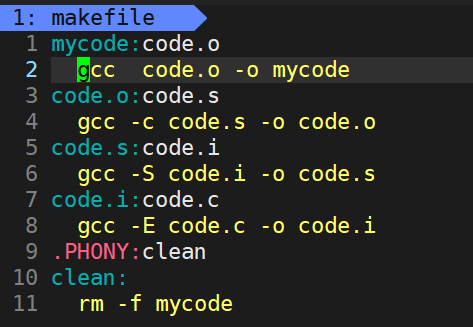 1: makefile
1 mycode:code.o
2   gcc  code.o -o mycode
3 code.o:code.s
4   gcc -c code.s -o code.o
5 code.s:code.i
6   gcc -S code.i -o code.s
7 code.i:code.c
8   gcc -E code.c -o code.i
9 .PHONY:clean
10 clean:
11   rm -f mycode